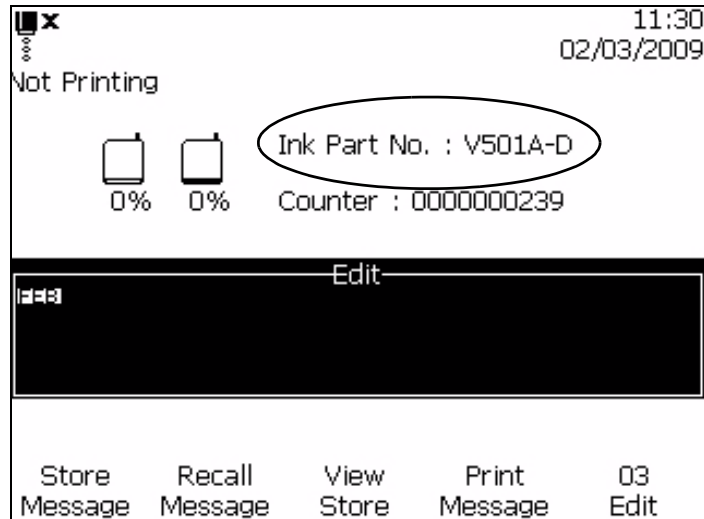 11:30
02/03/2009
Not Printing
Ink Part No. : V501A-D
0% 0% Counter : 0000000239
Edit
FEB
Store Recall View Print 03
Message Message Store Message Edit